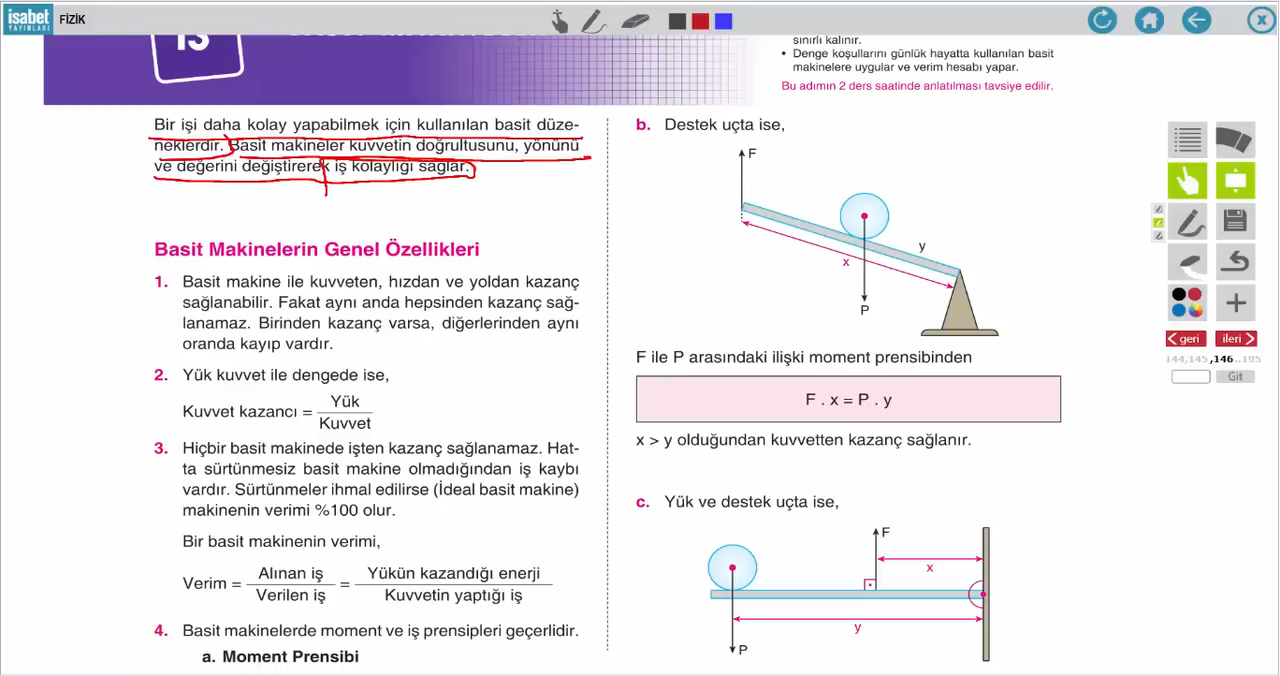 isabet
YAYINLARI
FİZİK
13
sınırlı kalınır.
• Denge koşullarını günlük hayatta kullanılan basit
makinelere uygular ve verim hesabı yapar.
Bu adımın 2 ders saatinde anlatılması tavsiye edilir.
Bir işi daha kolay yapabilmek için kullanılan basit düze-
neklerdir. Basit makineler kuvvetin doğrultusunu, yönünü
ve değerini değiştirerek iş kolaylığı sağlar.
Basit Makinelerin Genel Özellikleri
1. Basit makine ile kuvveten, hızdan ve yoldan kazanç
sağlanabilir. Fakat aynı anda hepsinden kazanç sağ-
lanamaz. Birinden kazanç varsa, diğerlerinden aynı
oranda kayıp vardır.
2. Yük kuvvet ile dengede ise,
Kuvvet kazancı = Yük
Kuvvet
3. Hiçbir basit makinede işten kazanç sağlanamaz. Hat-
ta sürtünmesiz basit makine olmadığından iş kaybı
vardır. Sürtünmeler ihmal edilirse (İdeal basit makine)
makinenin verimi %100 olur.
Bir basit makinenin verimi,
Verim = Alınan iş = Yükün kazandığı enerji
Verilen iş Kuvvetin yaptığı iş
4. Basit makinelerde moment ve iş prensipleri geçerlidir.
a. Moment Prensibi
b. Destek uçta ise,
F
y
x
P
F ile P arasındaki ilişki moment prensibinden
F . x = P . y
x > y olduğundan kuvvetten kazanç sağlanır.
c. Yük ve destek uçta ise,
F
x
y
P
geri
ileri
144,145,146..195
Git